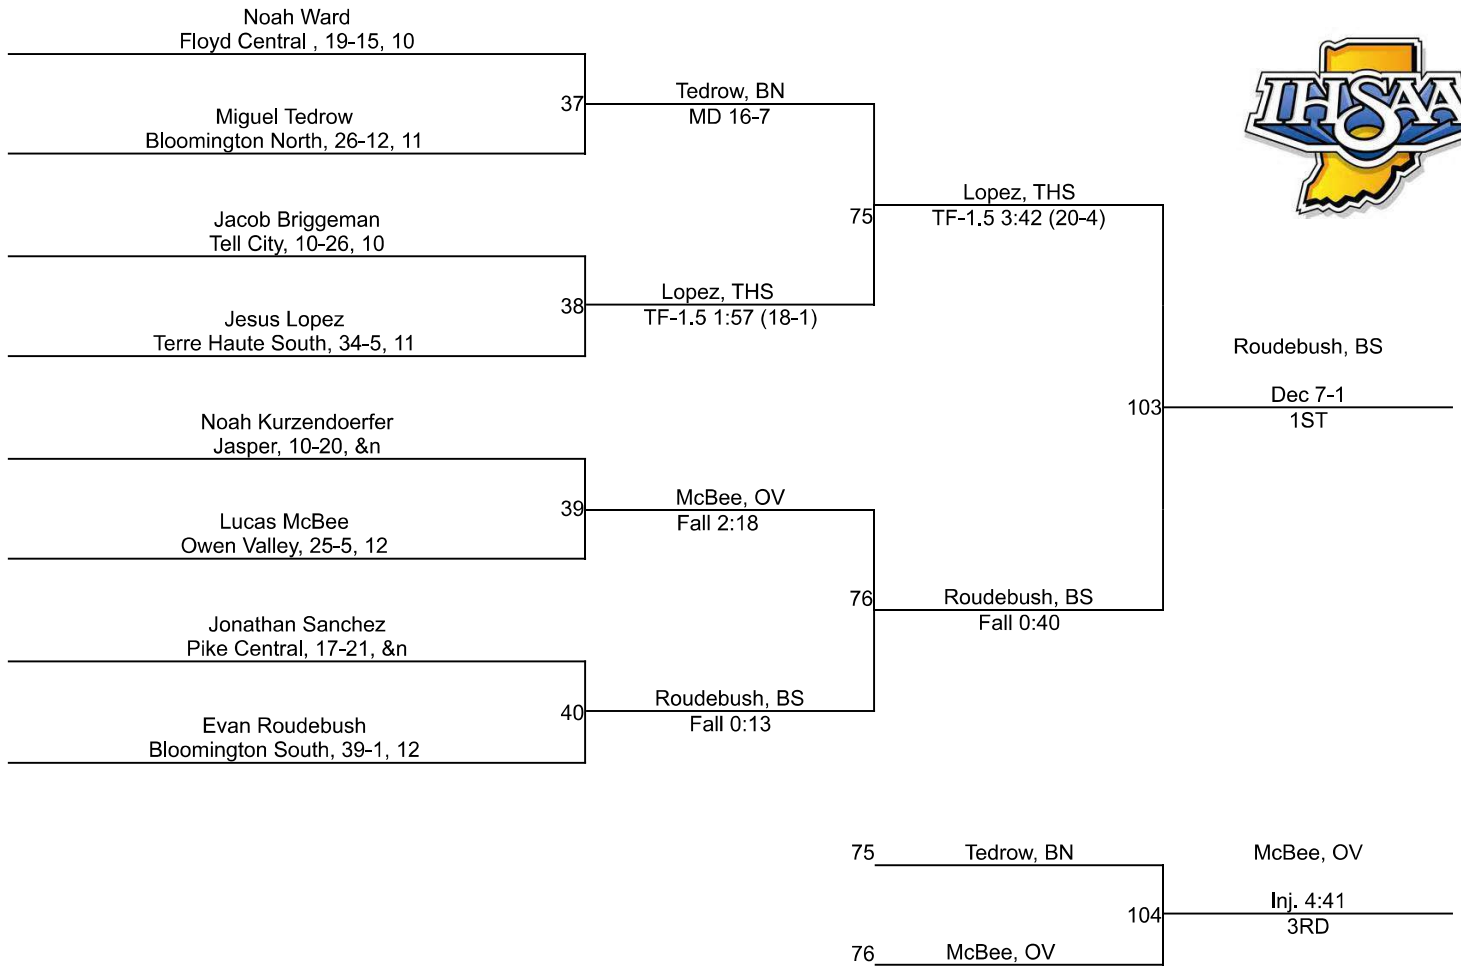 Noah Ward
Floyd Central , 19-15, 10
37
Miguel Tedrow
Bloomington North, 26-12, 11
Tedrow, BN
MD 16-7
IHSAA
Jacob Briggeman
Tell City, 10-26, 10
38
Jesus Lopez
Terre Haute South, 34-5, 11
Lopez, THS
TF-1.5 1:57 (18-1)
75
Lopez, THS
TF-1.5 3:42 (20-4)
Noah Kurzendoerfer
Jasper, 10-20, &n
39
Lucas McBee
Owen Valley, 25-5, 12
McBee, OV
Fall 2:18
Jonathan Sanchez
Pike Central, 17-21, &n
40
Evan Roudebush
Bloomington South, 39-1, 12
Roudebush, BS
Fall 0:13
76
Roudebush, BS
Fall 0:40
103
Roudebush, BS
Dec 7-1
1ST
75
Tedrow, BN
76
McBee, OV
104
McBee, OV
Inj. 4:41
3RD